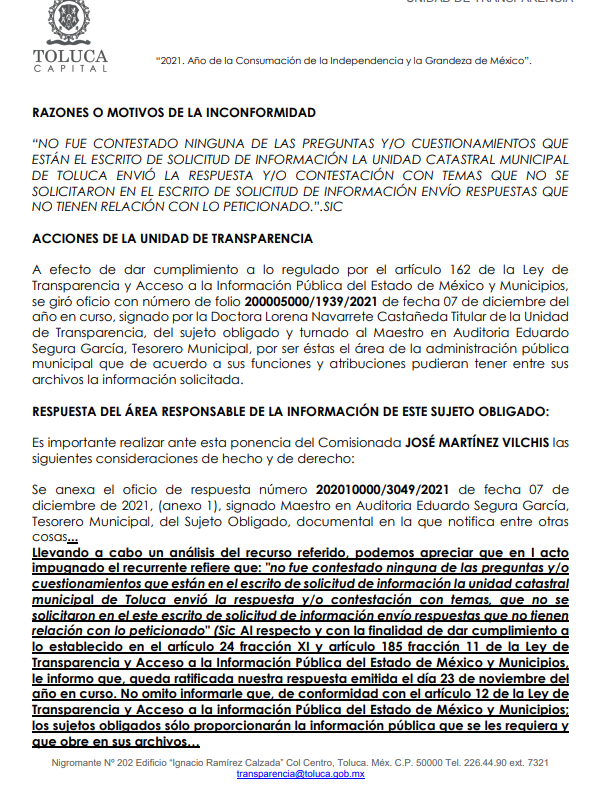 UNIDAD DE TRANSPARENCIA
TOLUCA
CAPITAL
“2021. Año de la Consumación de la Independencia y la Grandeza de México”.
RAZONES O MOTIVOS DE LA INCONFORMIDAD
“NO FUE CONTESTADO NINGUNA DE LAS PREGUNTAS Y/O CUESTIONAMIENTOS QUE
ESTÁN EL ESCRITO DE SOLICITUD DE INFORMACIÓN LA UNIDAD CATASTRAL MUNICIPAL
DE TOLUCA ENVIÓ LA RESPUESTA Y/O CONTESTACIÓN CON TEMAS QUE NO SE
SOLICITARON EN EL ESCRITO DE SOLICITUD DE INFORMACIÓN ENVÍO RESPUESTAS QUE
NO TIENEN RELACIÓN CON LO PETICIONADO.”.SIC
ACCIONES DE LA UNIDAD DE TRANSPARENCIA
A efecto de dar cumplimiento a lo regulado por el artículo 162 de la Ley de
Transparencia y Acceso a la Información Pública del Estado de México y Municipios,
se giró oficio con número de folio 200005000/1939/2021 de fecha 07 de diciembre del
año en curso, signado por la Doctora Lorena Navarrete Castañeda Titular de la Unidad
de Transparencia, del sujeto obligado y turnado al Maestro en Auditoria Eduardo
Segura García, Tesorero Municipal, por ser éstas el área de la administración pública
municipal que de acuerdo a sus funciones y atribuciones pudieran tener entre sus
archivos la información solicitada.
RESPUESTA DEL ÁREA RESPONSABLE DE LA INFORMACIÓN DE ESTE SUJETO OBLIGADO:
Es importante realizar ante esta ponencia del Comisionada JOSÉ MARTÍNEZ VILCHIS las
siguientes consideraciones de hecho y de derecho:
Se anexa el oficio de respuesta número 202010000/3049/2021 de fecha 07 de
diciembre de 2021, (anexo 1), signado Maestro en Auditoria Eduardo Segura García,
Tesorero Municipal, del Sujeto Obligado, documental en la que notifica entre otras
cosas...
Llevando a cabo un análisis del recurso referido, podemos apreciar que en l acto
impugnado el recurrente refiere que: "no fue contestado ninguna de las preguntas y/o
cuestionamientos que están en el escrito de solicitud de información la unidad catastral
municipal de Toluca envió la respuesta y/o contestación con temas, que no se
solicitaron en el este escrito de solicitud de información envío respuestas que no tienen
relación con lo peticionado" (Sic Al respecto y con la finalidad de dar cumplimiento a
lo establecido en el artículo 24 fracción XI y artículo 185 fracción 11 de la Ley de
Transparencia y Acceso a la Información Pública del Estado de México y Municipios,
le informo que, queda ratificada nuestra respuesta emitida el día 23 de noviembre del
año en curso. No omito informarle que, de conformidad con el artículo 12 de la Ley de
Transparencia y Acceso a la información Pública del Estado de México y Municipios;
los sujetos obligados sólo proporcionarán la información pública que se les requiera y
que obre en sus archivos...
Nigromante Nº 202 Edificio “Ignacio Ramírez Calzada” Col Centro, Toluca. Méx. C.P. 50000 Tel. 226.44.90 ext. 7321
transparencia@toluca.gob.mx